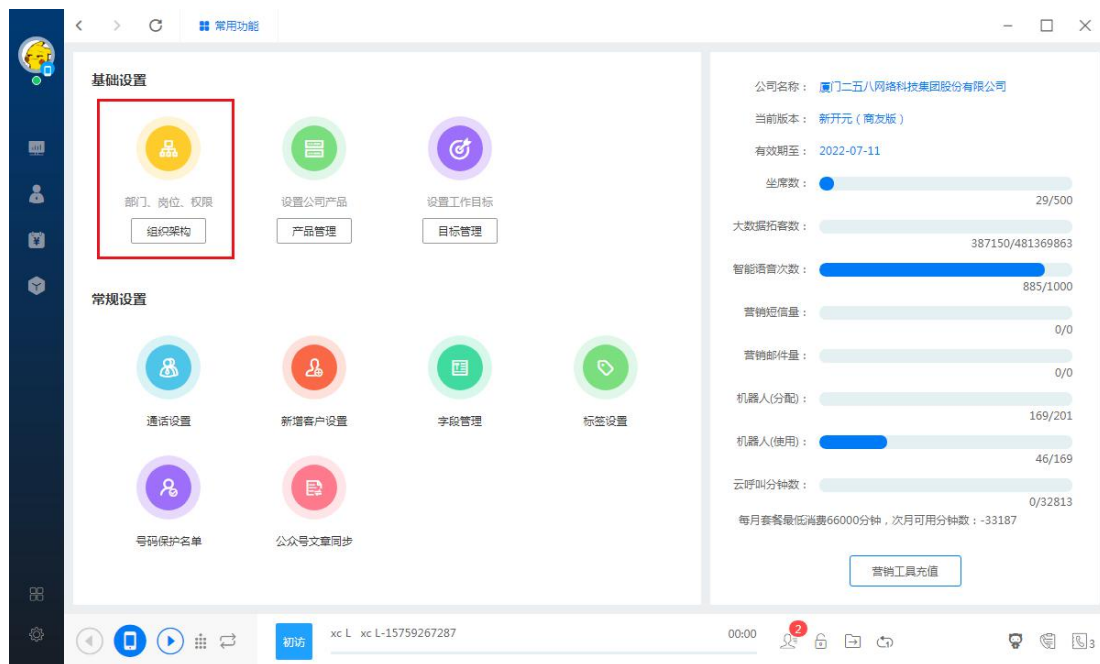 常用功能
基础设置
部门、岗位、权限
设置公司产品
设置工作目标
组织架构
产品管理
目标管理
常规设置
通话设置
新增客户设置
字段管理
标签设置
号码保护名单
公众号文章同步
公司名称： 厦门二五八网络科技集团股份有限公司
当前版本： 新开元（商友版）
有效期至： 2022-07-11
坐席数：
29/500
大数据拓客数：
387150/481369863
智能语音次数：
885/1000
营销短信量：
0/0
营销邮件量：
0/0
机器人(分配)：
169/201
机器人(使用)：
46/169
云呼叫分钟数：
0/32813
每月套餐最低消费66000分钟，次月可用分钟数：-33187
营销工具充值
初访
xc L xc L-15759267287
00:00
2
3